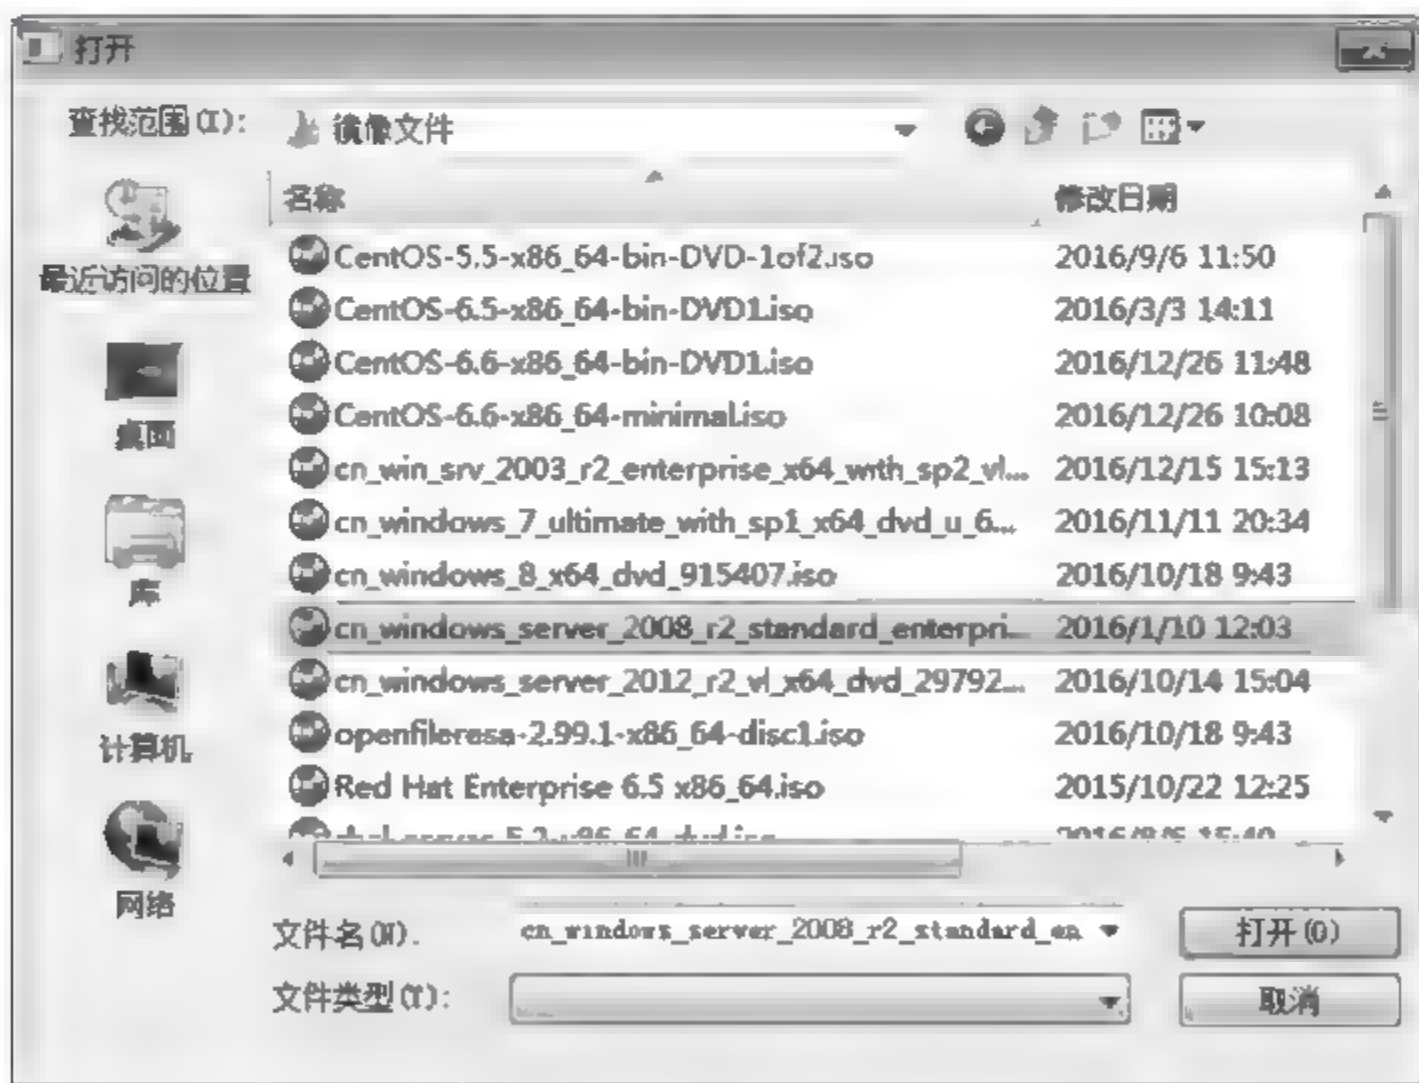 打开
查找范围(I):
镜像文件
名称 修改日期
最近访问的位置
桌面
库
计算机
网络
CentOS-5.5-x86_64-bin-DVD-1of2.iso 2016/9/6 11:50
CentOS-6.5-x86_64-bin-DVD1.iso 2016/3/3 14:11
CentOS-6.6-x86_64-bin-DVD1.iso 2016/12/26 11:48
CentOS-6.6-x86_64-minimal.iso 2016/12/26 10:08
cn_win_srv_2003_r2_enterprise_x64_with_sp2_vl... 2016/12/15 15:13
cn_windows_7_ultimate_with_sp1_x64_dvd_u_6... 2016/11/11 20:34
cn_windows_8_x64_dvd_915407.iso 2016/10/18 9:43
cn_windows_server_2008_r2_standard_enterpri... 2016/1/10 12:03
cn_windows_server_2012_r2_vl_x64_dvd_29792... 2016/10/14 15:04
openfileresa-2.99.1-x86_64-disc1.iso 2016/10/18 9:43
Red Hat Enterprise 6.5 x86_64.iso 2015/10/22 12:25
文件名(N):
cn_windows_server_2008_r2_standard_en
打开(O)
文件类型(T):
取消